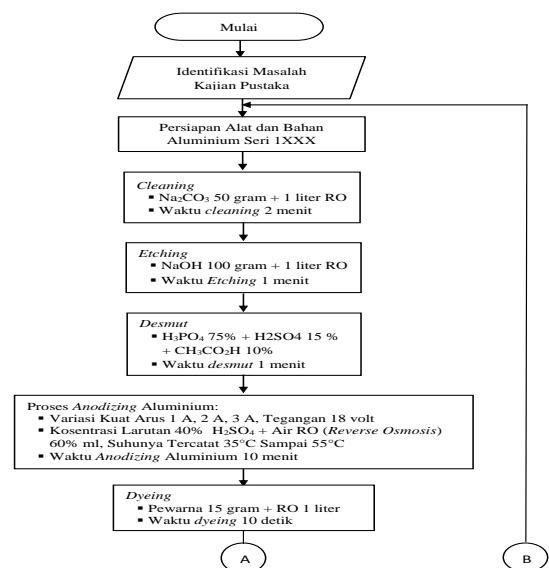 Mulai
Identifikasi Masalah
Kajian Pustaka
Persiapan Alat dan Bahan
Aluminium Seri 1XXX
Cleaning
▪ Na₂CO₃ 50 gram + 1 liter RO
▪ Waktu cleaning 2 menit
Etching
▪ NaOH 100 gram + 1 liter RO
▪ Waktu Etching 1 menit
Desmut
▪ H₃PO₄ 75% + H2SO4 15 %
+ CH₃CO₂H 10%
▪ Waktu desmut 1 menit
Proses Anodizing Aluminium:
▪ Variasi Kuat Arus 1 A, 2 A, 3 A, Tegangan 18 volt
▪ Kosentrasi Larutan 40% H₂SO₄ + Air RO (Reverse Osmosis)
60% ml, Suhunya Tercatat 35°C Sampai 55°C
▪ Waktu Anodizing Aluminium 10 menit
Dyeing
▪ Pewarna 15 gram + RO 1 liter
▪ Waktu dyeing 10 detik
A
B